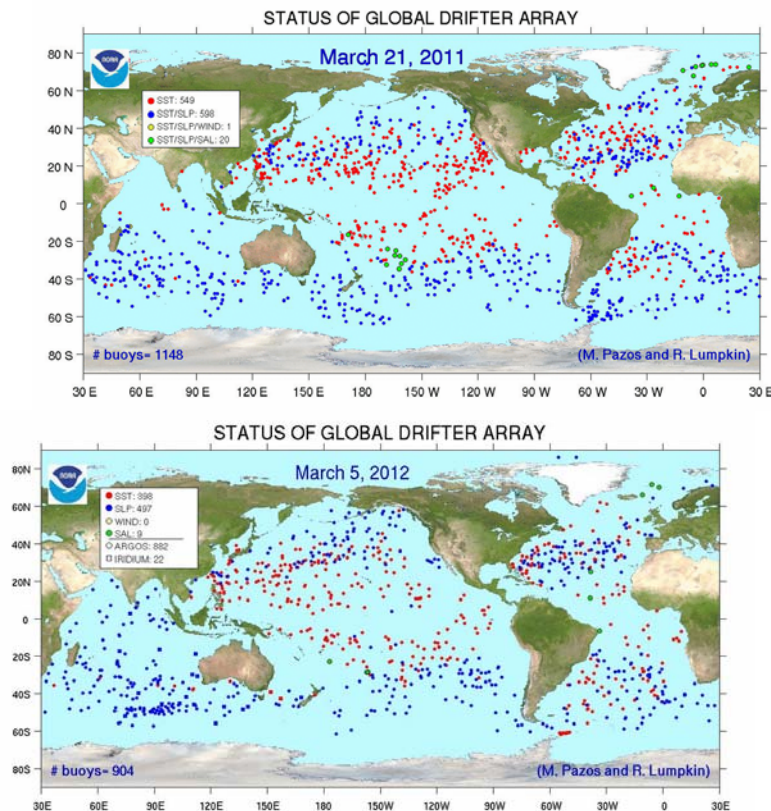 STATUS OF GLOBAL DRIFTER ARRAY
March 21, 2011
80 N
60 N
40 N
20 N
0
20 S
40 S
60 S
80 S
SST: 549
SST/SLP: 598
SST/SLP/WIND: 1
SST/SLP/SAL: 20
# buoys= 1148
(M. Pazos and R. Lumpkin)
30 E 60 E 90 E 120 E 150 E 180 150 W 120 W 90 W 60 W 30 W 0 30 E
STATUS OF GLOBAL DRIFTER ARRAY
March 5, 2012
80N
60N
40N
20N
0
20S
40S
60S
80S
SST: 898
SLP: 497
WIND: 0
SAL: 9
ARGOS: 882
IRIDIUM: 22
# buoys= 904
(M. Pazos and R. Lumpkin)
30E 60E 90E 120E 150E 180 150W 120W 90W 60W 30W 0 30E